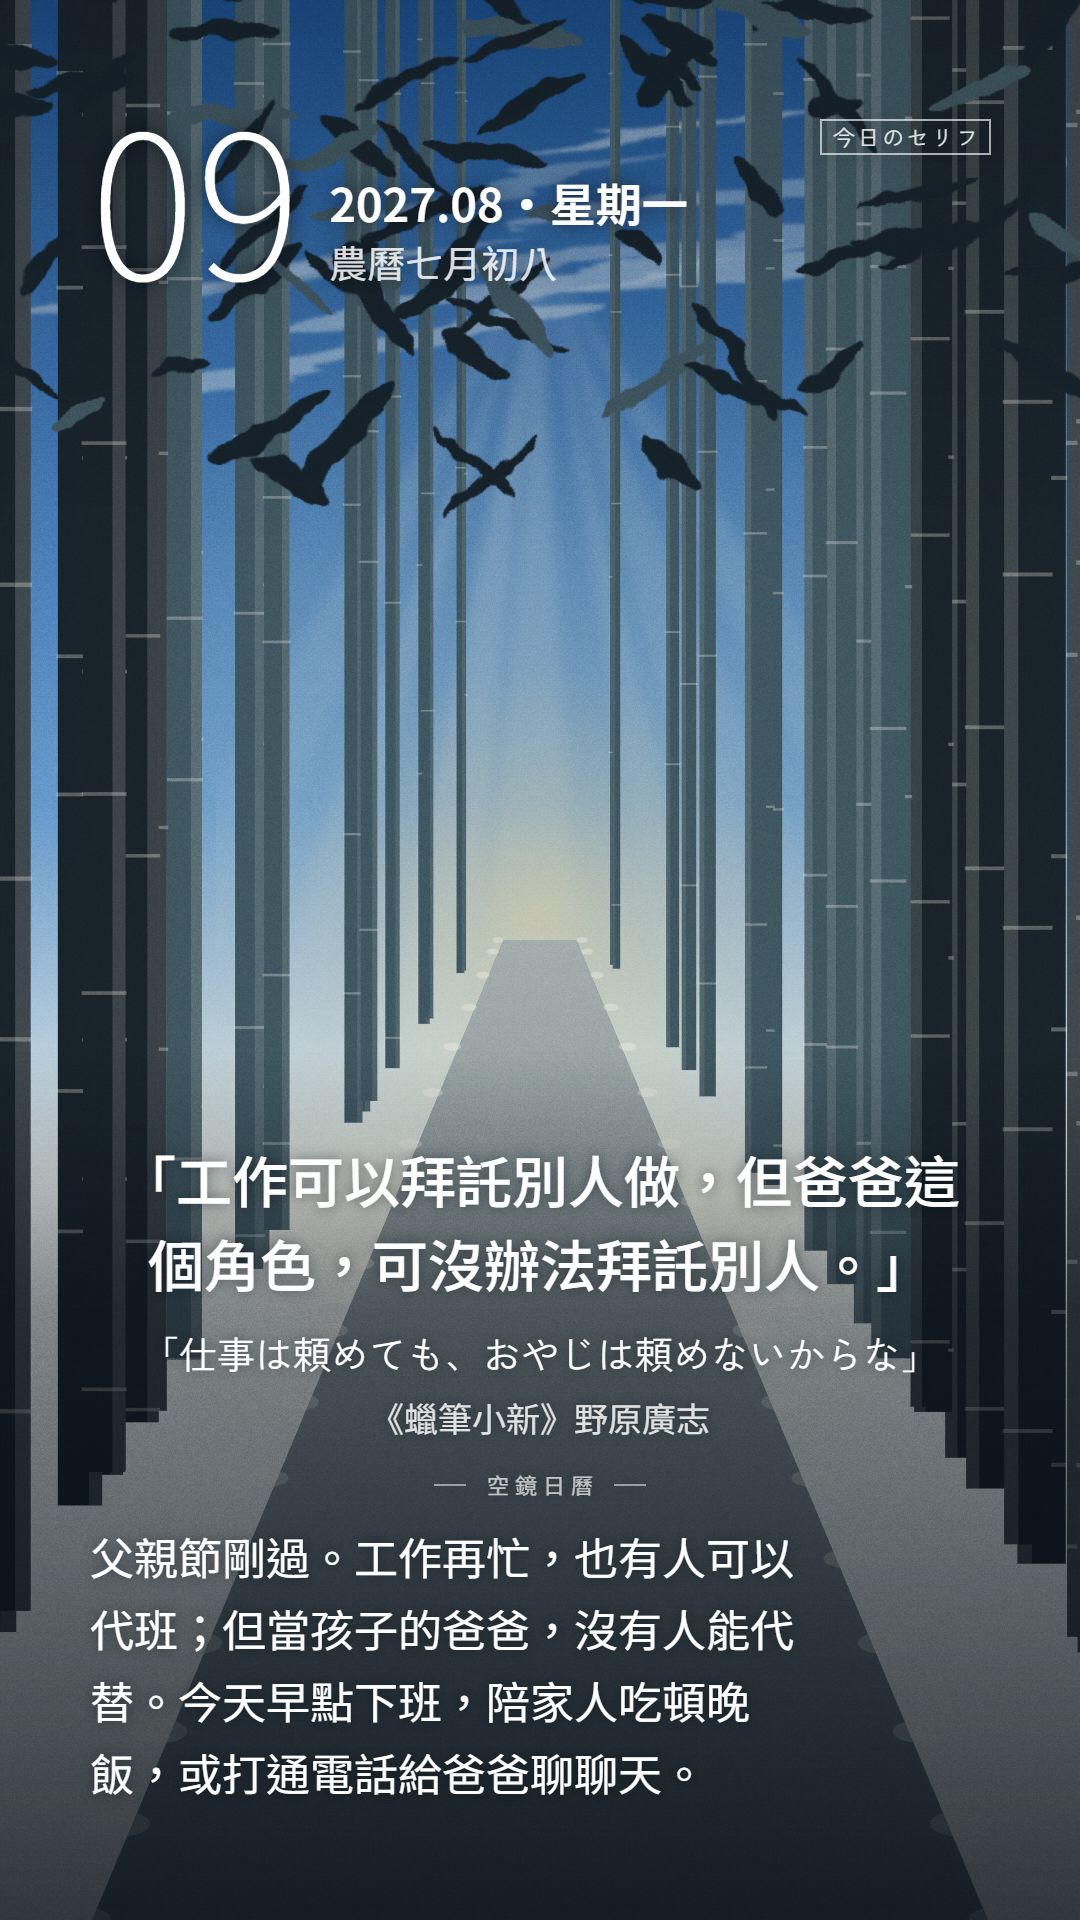 今日のセリフ
09
2027.08・星期一
農曆七月初八
「工作可以拜託別人做，但爸爸這
個角色，可沒辦法拜託別人。」
「仕事は頼めても、おやじは頼めないからな」
《蠟筆小新》野原廣志
空鏡日曆
父親節剛過。工作再忙，也有人可以
代班；但當孩子的爸爸，沒有人能代
替。今天早點下班，陪家人吃頓晚
飯，或打通電話給爸爸聊聊天。